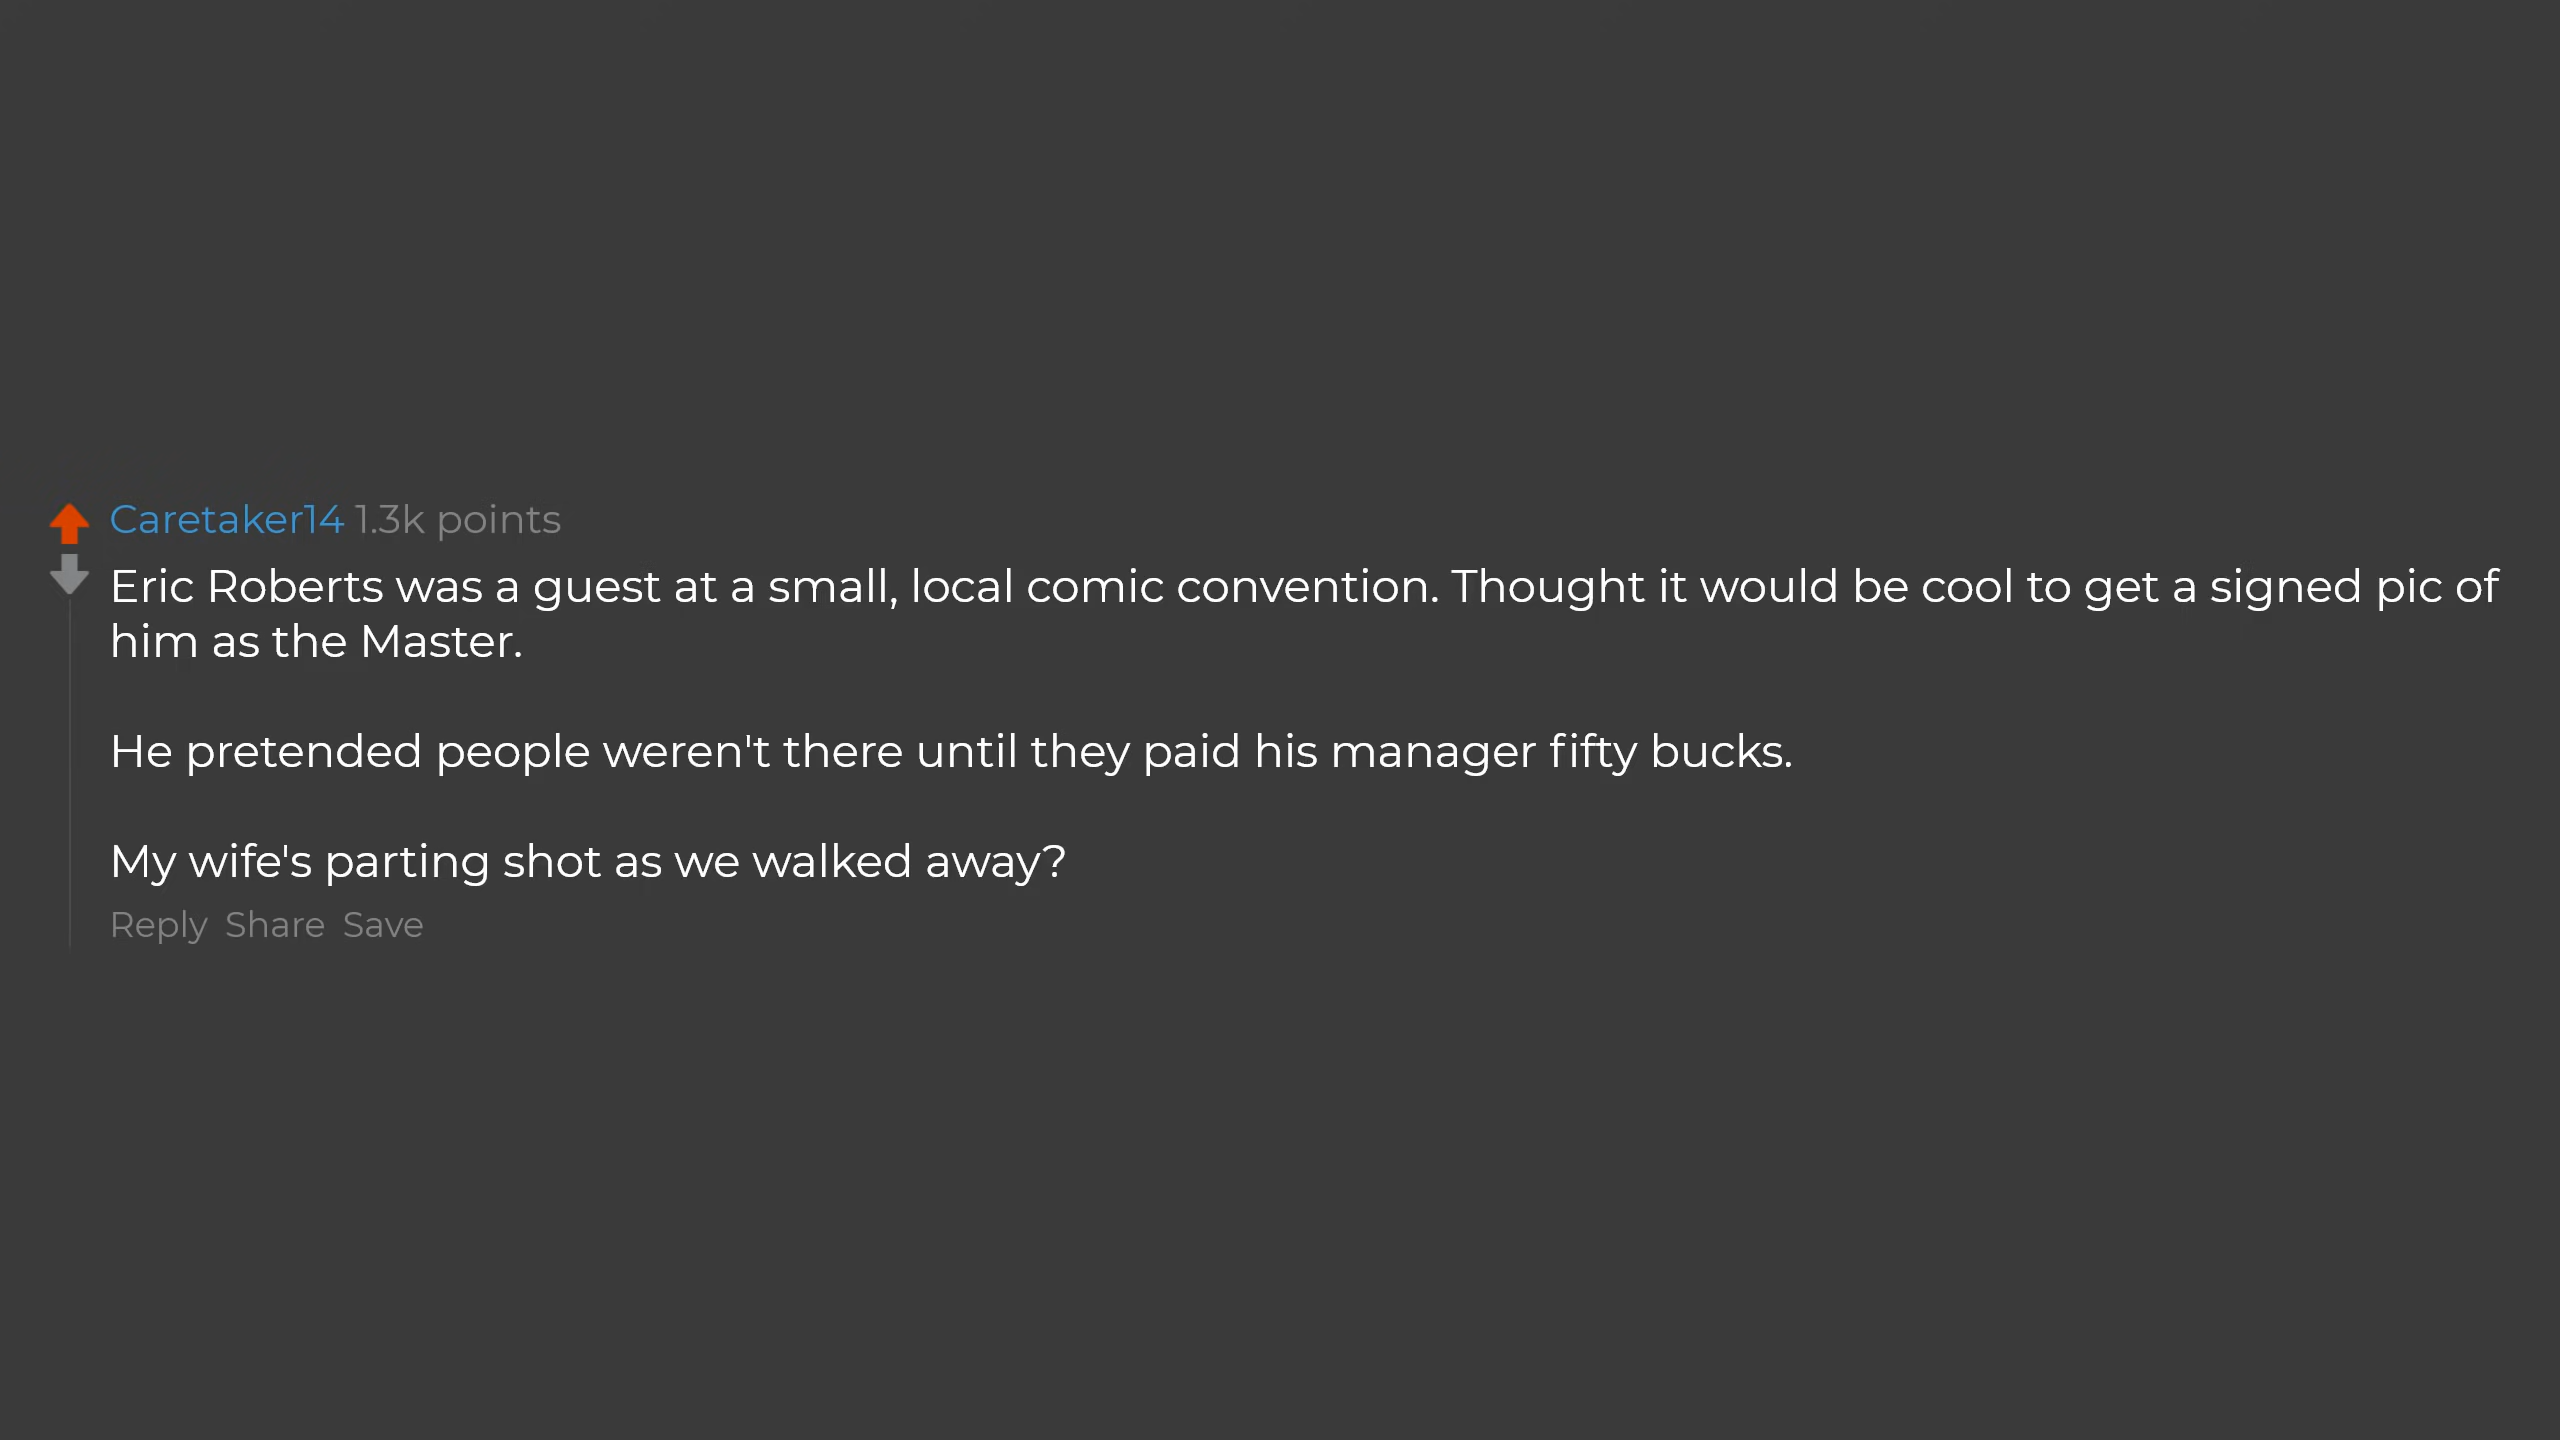 Caretaker14 1.3k points
Eric Roberts was a guest at a small, local comic convention. Thought it would be cool to get a signed pic of
him as the Master.
He pretended people weren't there until they paid his manager fifty bucks.
My wife's parting shot as we walked away?
Reply Share Save